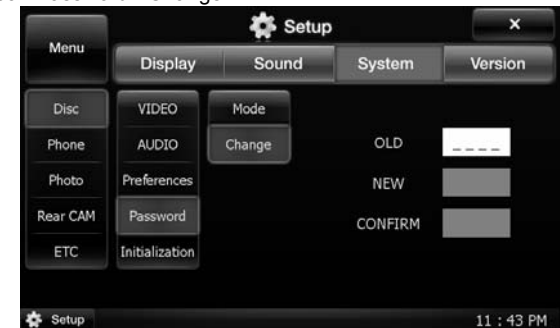 Setup
×
Menu
Display Sound System Version
Disc VIDEO Mode
Phone AUDIO Change OLD _ _ _ _
Photo Preferences NEW
Rear CAM Password CONFIRM
ETC Initialization
Setup 11 : 43 PM